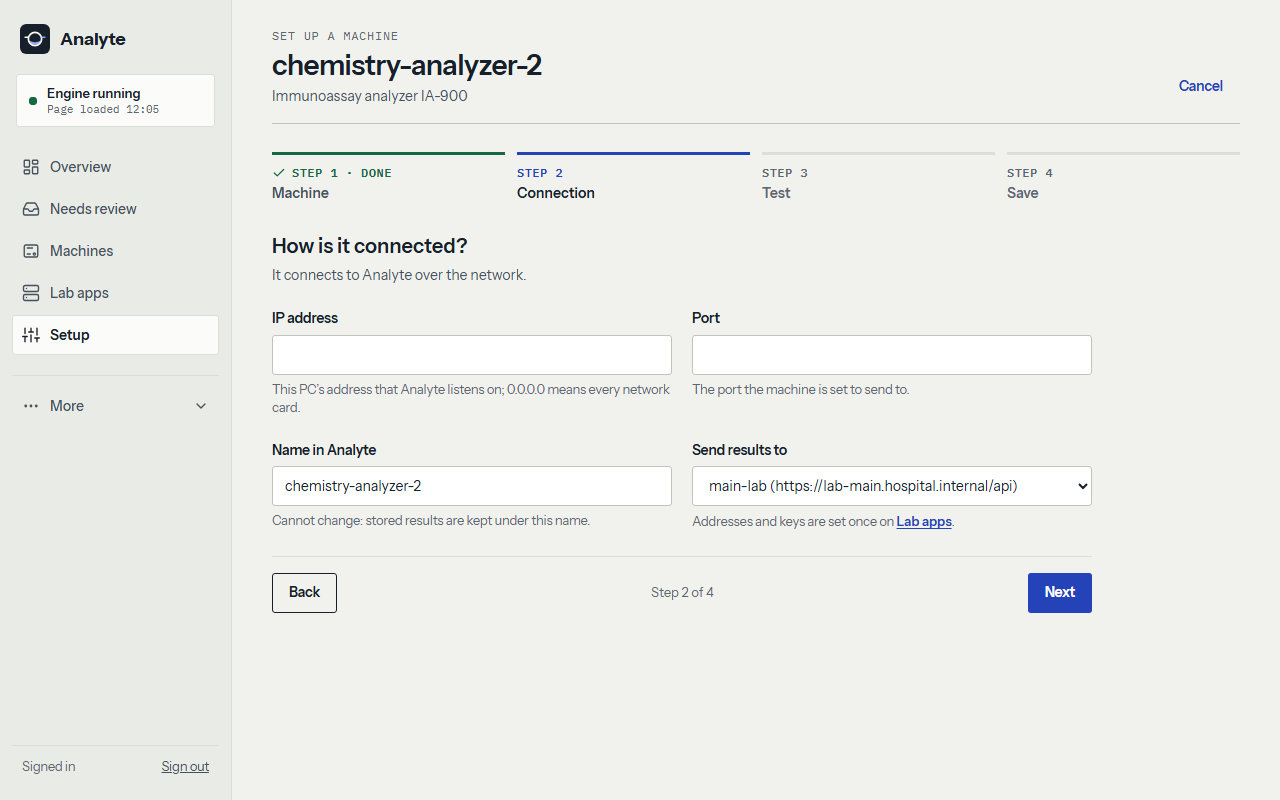 Analyte
Engine running
Page loaded 12:05
Overview
Needs review
Machines
Lab apps
Setup
More
Signed in
Sign out
SET UP A MACHINE
chemistry-analyzer-2
Immunoassay analyzer IA-900
Cancel
STEP 1 · DONE
Machine
STEP 2
Connection
STEP 3
Test
STEP 4
Save
How is it connected?
It connects to Analyte over the network.
IP address
This PC's address that Analyte listens on; 0.0.0.0 means every network
card.
Port
The port the machine is set to send to.
Name in Analyte
chemistry-analyzer-2
Cannot change: stored results are kept under this name.
Send results to
main-lab (https://lab-main.hospital.internal/api)
Addresses and keys are set once on Lab apps.
Back
Step 2 of 4
Next